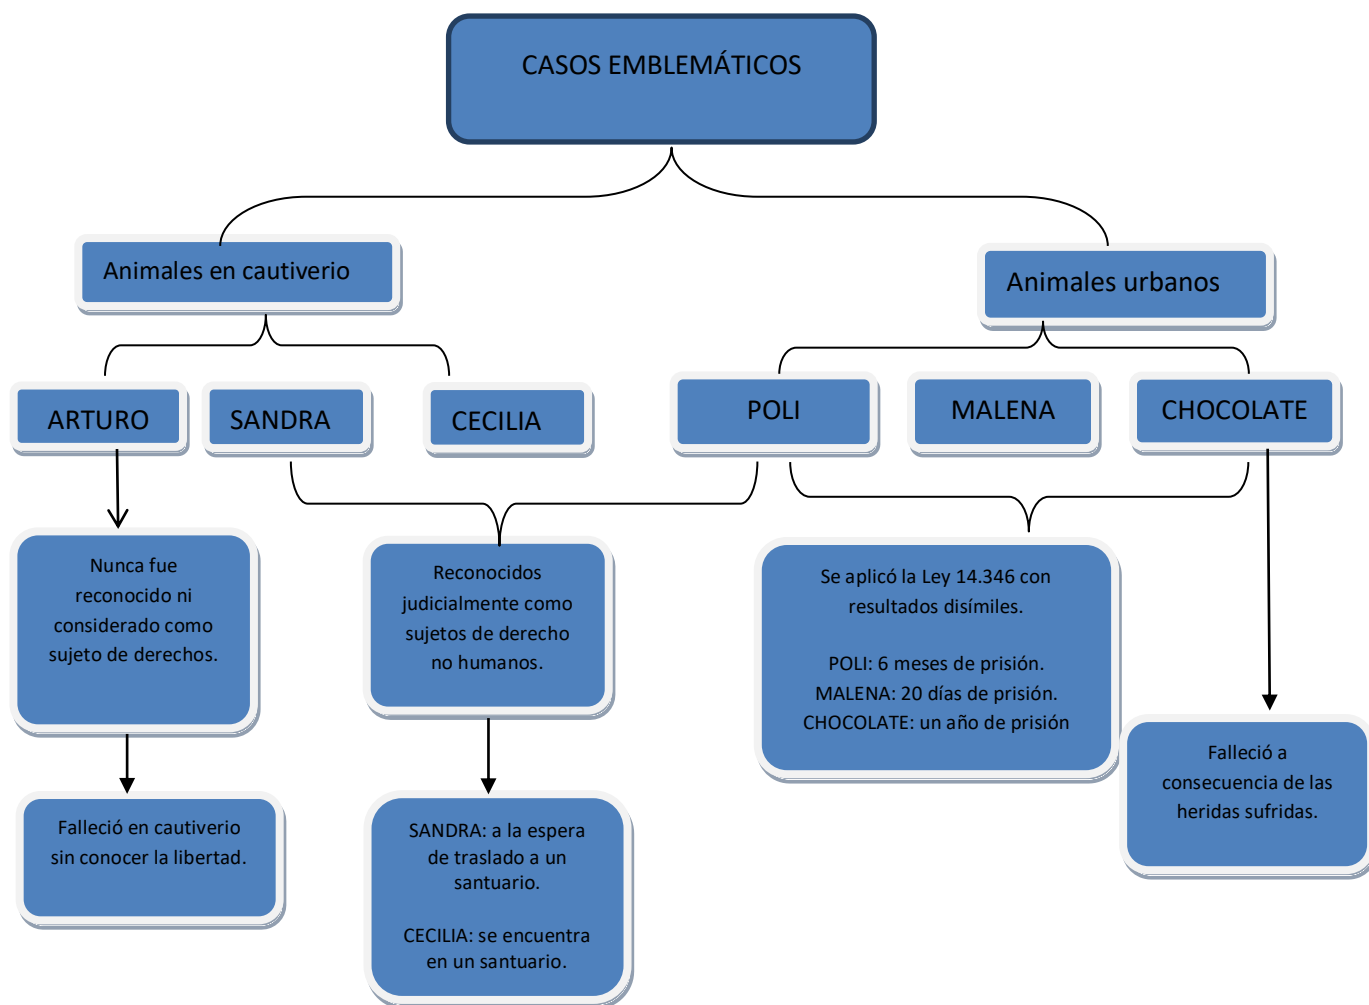 CASOS EMBLEMÁTICOS
Animales en cautiverio
Animales urbanos
ARTURO
SANDRA
CECILIA
POLI
MALENA
CHOCOLATE
Nunca fue
reconocido ni
considerado como
sujeto de derechos.
Reconocidos
judicialmente como
sujetos de derecho
no humanos.
Se aplicó la Ley 14.346 con
resultados disímiles.
POLI: 6 meses de prisión.
MALENA: 20 días de prisión.
CHOCOLATE: un año de prisión
Falleció a
consecuencia de las
heridas sufridas.
Falleció en cautiverio
sin conocer la libertad.
SANDRA: a la espera
de traslado a un
santuario.
CECILIA: se encuentra
en un santuario.